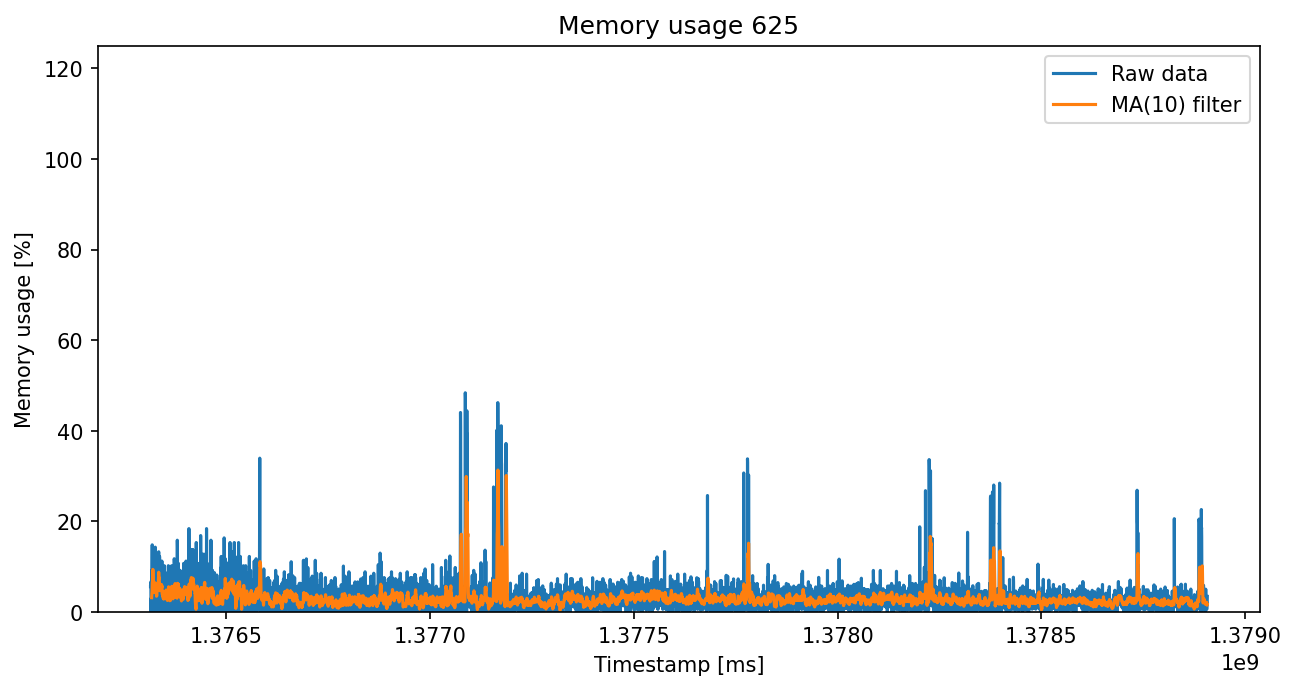 Memory usage 625
Raw data
MA(10) filter
120
100
80
60
40
20
0
Memory usage [%]
1.3765 1.3770 1.3775 1.3780 1.3785 1.3790
1e9
Timestamp [ms]